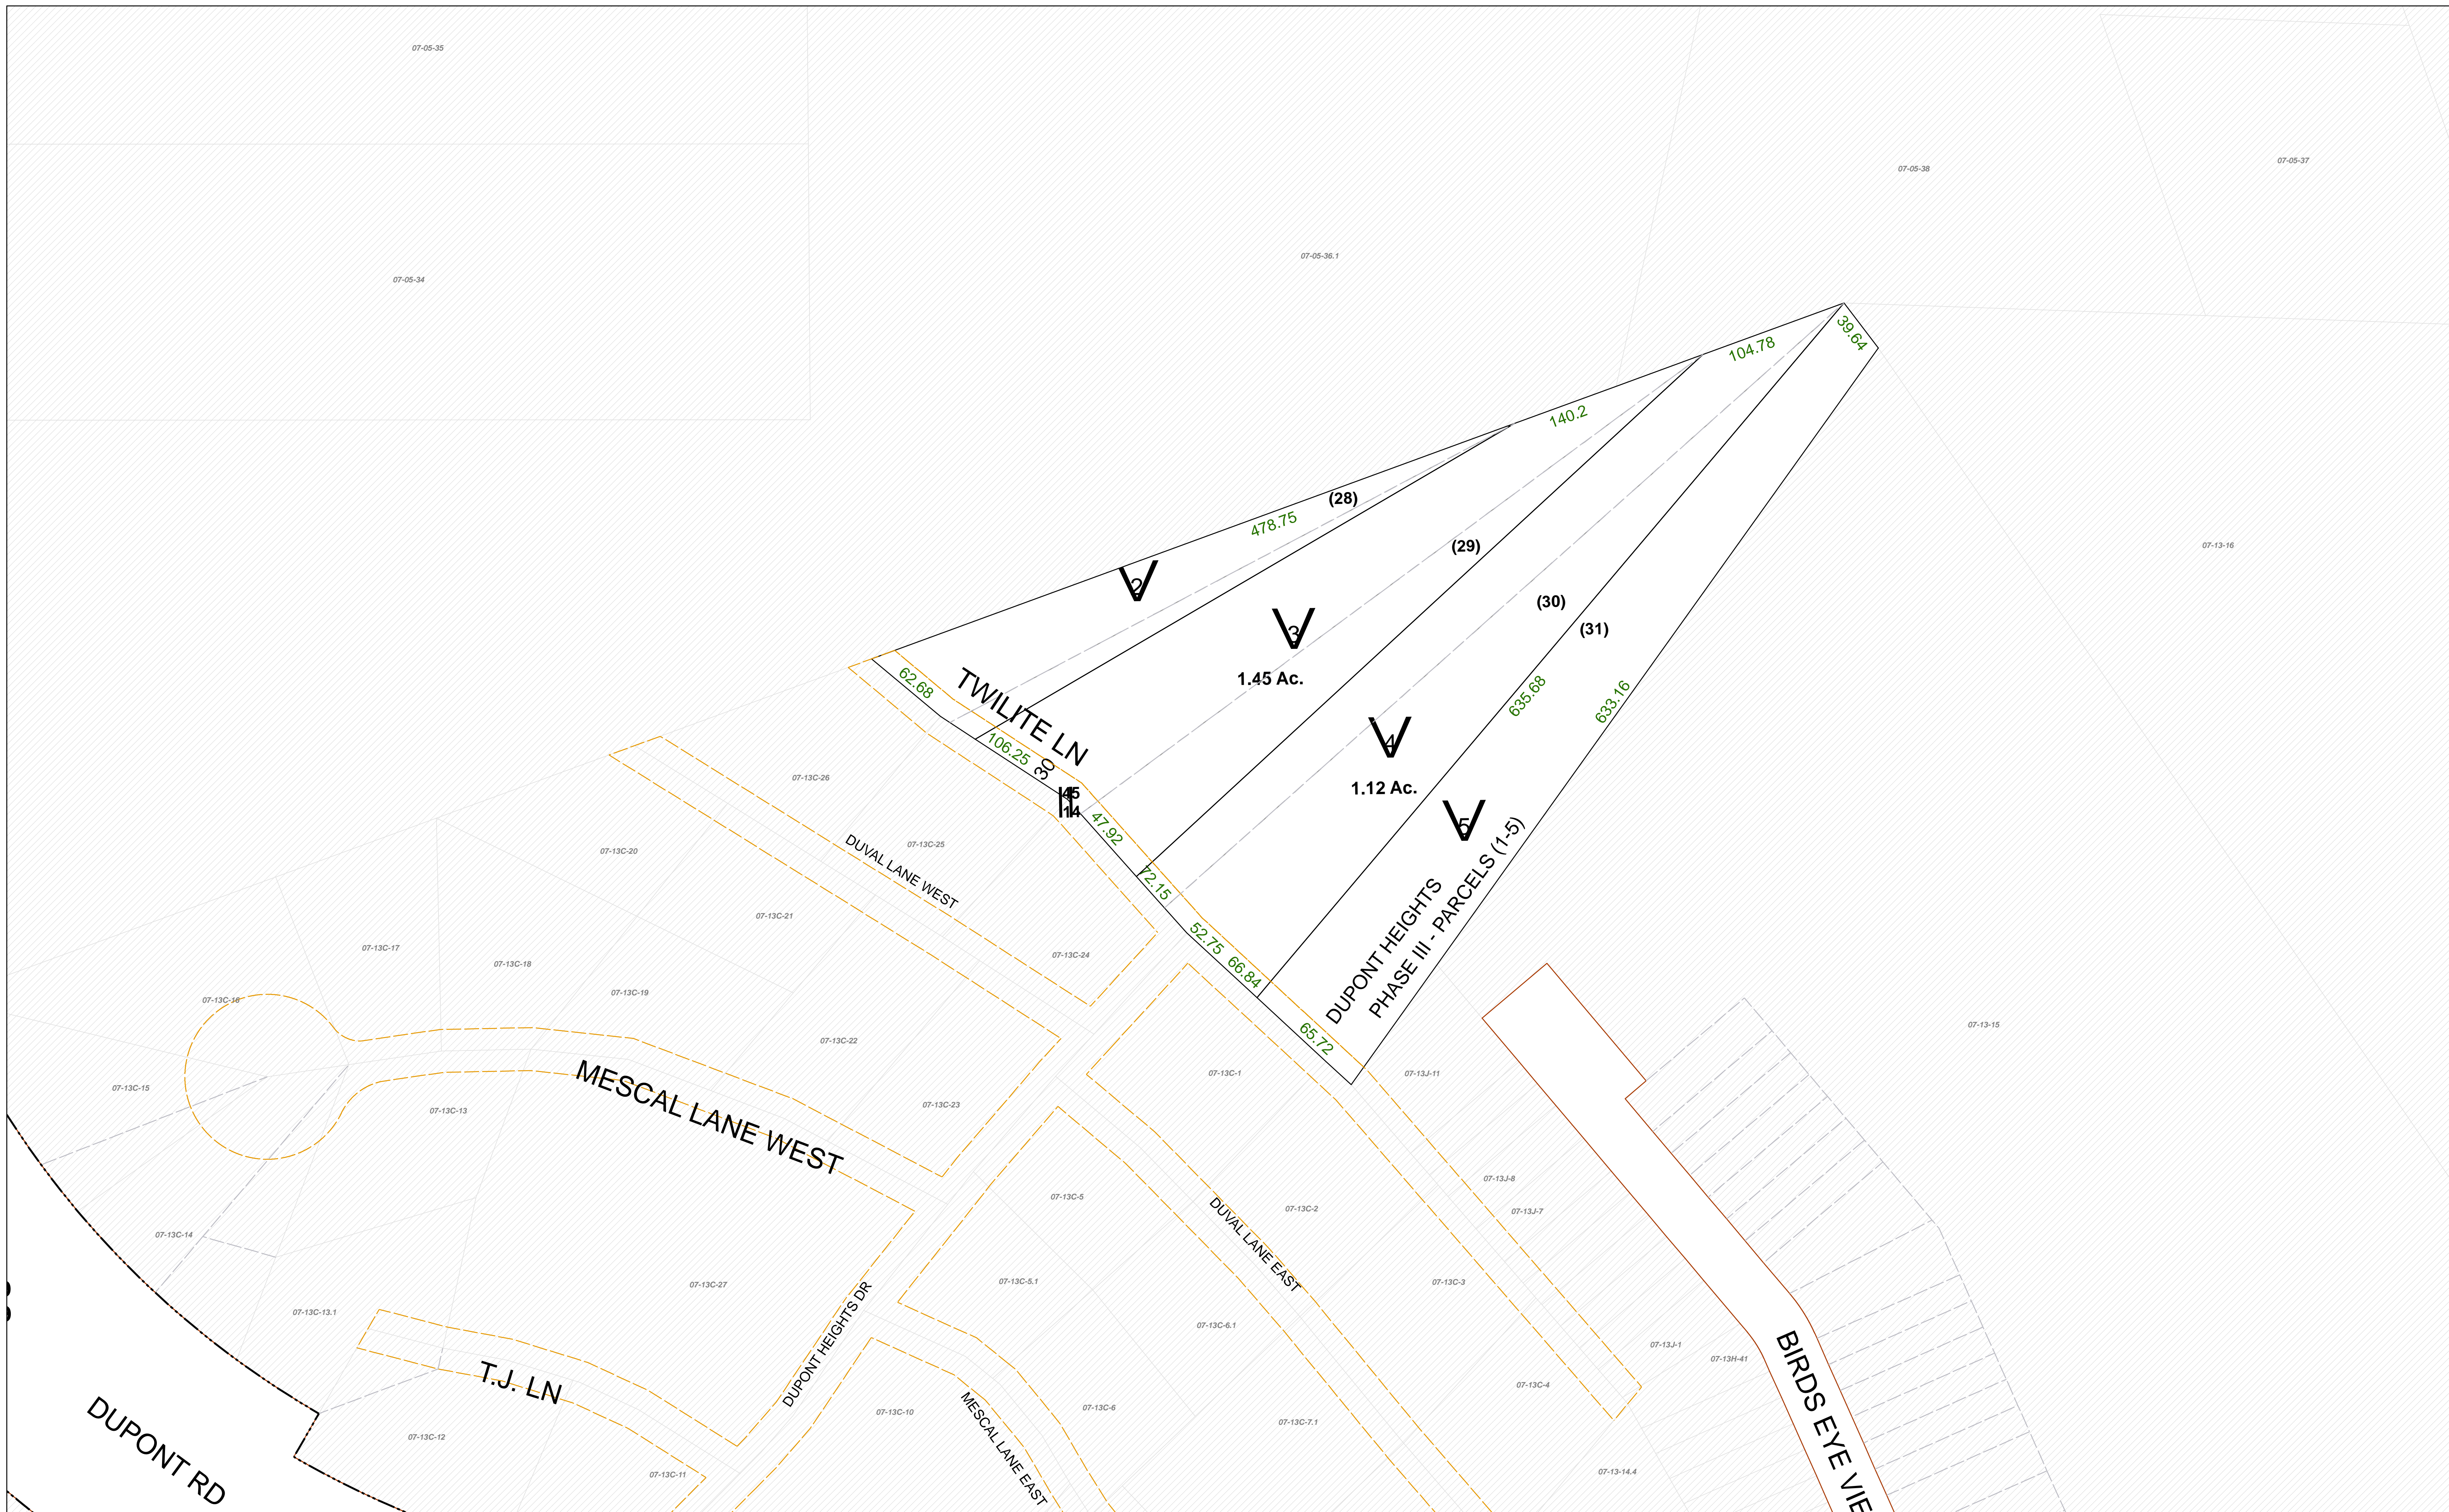 07-05-35
07-05-38
07-05-37
07-05-36.1
07-05-34
39.64
104.78
140.2
(28)
478.75
(29)
07-13-16
2
(30)
3
(31)
1.45 Ac.
TWILITE LN
62.68
635.68
633.16
4
106.25
30
07-13C-26
1.12 Ac.
45
14
5
47.92
DUVAL LANE WEST
07-13C-25
07-13C-20
72.15
DUPONT HEIGHTS
PHASE III - PARCELS (1-5)
07-13C-21
52.75
66.84
07-13C-17
07-13C-24
07-13C-18
07-13C-19
07-13C-16
65.72
07-13-15
07-13C-22
07-13C-1
07-13J-11
07-13C-15
MESCAL LANE WEST
07-13C-23
07-13C-13
07-13J-8
07-13C-5
07-13C-2
07-13J-7
DUVAL LANE EAST
07-13C-14
07-13C-27
07-13C-5.1
07-13C-3
07-13C-13.1
DUPONT HEIGHTS DR
07-13C-6.1
07-13J-1
07-13H-41
BIRDS EYE VIE
T.J. LN
07-13C-4
07-13C-10
MESCAL LANE EAST
07-13C-6
07-13C-7.1
DUPONT RD
07-13C-12
07-13C-11
07-13-14.4